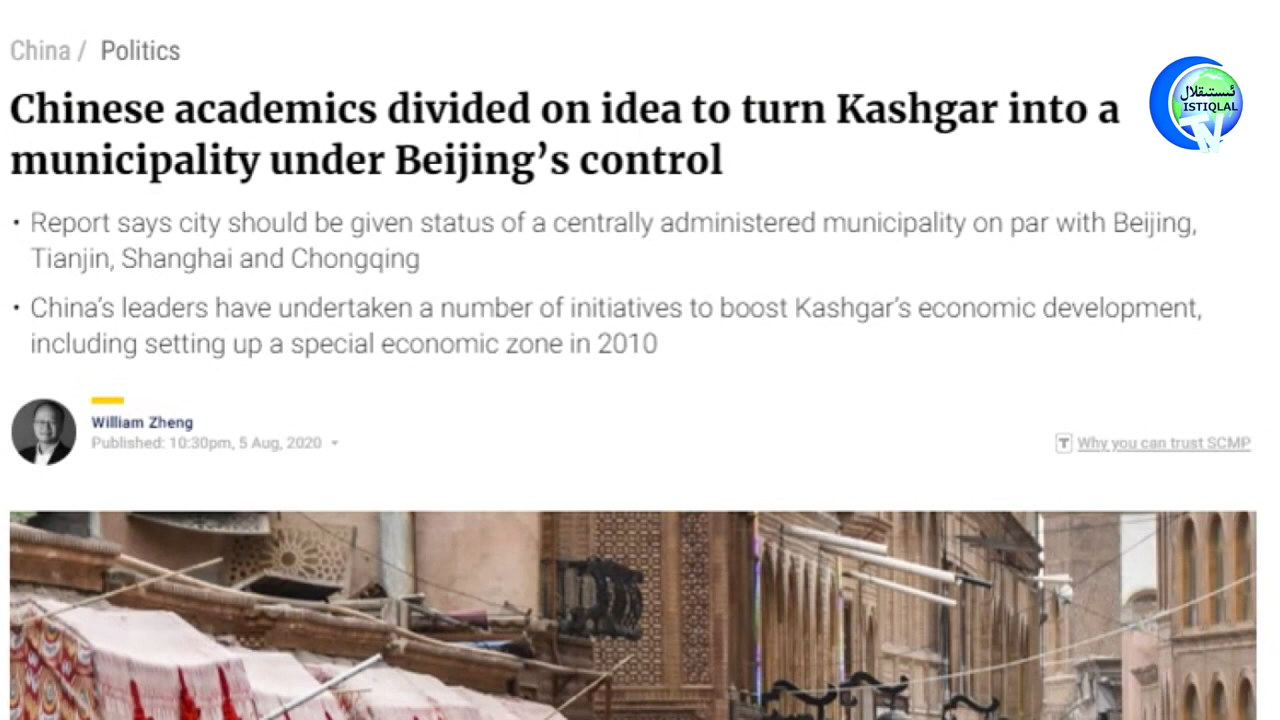 China / Politics
Chinese academics divided on idea to turn Kashgar into a
municipality under Beijing’s control
• Report says city should be given status of a centrally administered municipality on par with Beijing,
Tianjin, Shanghai and Chongqing
• China’s leaders have undertaken a number of initiatives to boost Kashgar’s economic development,
including setting up a special economic zone in 2010
William Zheng
Published: 10:30pm, 5 Aug, 2020
T Why you can trust SCMP
ئىستىقلال
ISTIQLAL
TV